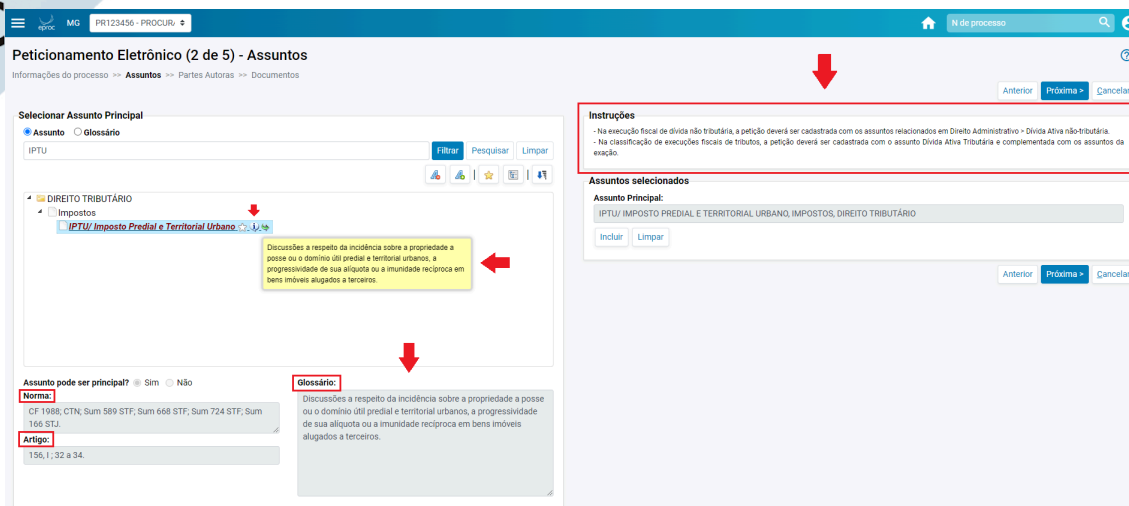 eproc MG PR123456 - PROCUR N de processo
Peticionamento Eletrônico (2 de 5) - Assuntos
Informações do processo >> Assuntos >> Partes Autoras >> Documentos
Anterior Próxima > Cancelar
Selecionar Assunto Principal
Assunto Glossário
IPTU Filtrar Pesquisar Limpar
DIREITO TRIBUTÁRIO
Impostos
IPTU/ Imposto Predial e Territorial Urbano
Discussões a respeito da incidência sobre a propriedade a
posse ou o domínio útil predial e territorial urbanos, a
progressividade de sua alíquota ou a imunidade recíproca em
bens imóveis alugados a terceiros.
Assunto pode ser principal? Sim Não
Norma:
CF 1988; CTN; Sum 589 STF; Sum 668 STF; Sum 724 STF; Sum
166 STJ.
Artigo:
156, I ; 32 a 34.
Glossário:
Discussões a respeito da incidência sobre a propriedade a posse
ou o domínio útil predial e territorial urbanos, a progressividade
de sua alíquota ou a imunidade recíproca em bens imóveis
alugados a terceiros.
Instruções
- Na execução fiscal de dívida não tributária, a petição deverá ser cadastrada com os assuntos relacionados em Direito Administrativo > Dívida Ativa não-tributária.
- Na classificação de execuções fiscais de tributos, a petição deverá ser cadastrada com o assunto Dívida Ativa Tributária e complementada com os assuntos da
exação.
Assuntos selecionados
Assunto Principal:
IPTU/ IMPOSTO PREDIAL E TERRITORIAL URBANO, IMPOSTOS, DIREITO TRIBUTÁRIO
Incluir Limpar
Anterior Próxima > Cancelar